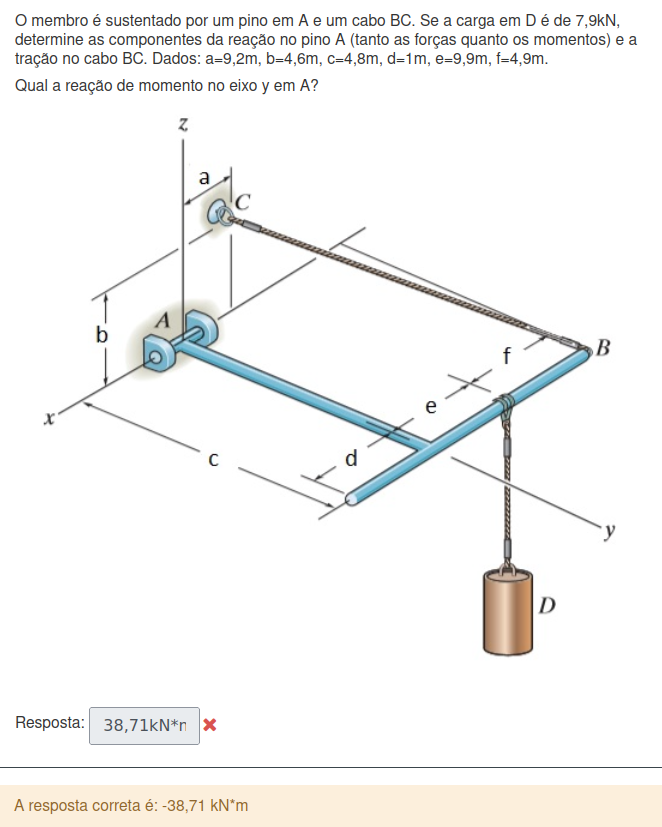 O membro é sustentado por um pino em A e um cabo BC. Se a carga em D é de 7,9kN,
determine as componentes da reação no pino A (tanto as forças quanto os momentos) e a
tração no cabo BC. Dados: a=9,2m, b=4,6m, c=4,8m, d=1m, e=9,9m, f=4,9m.
Qual a reação de momento no eixo y em A?
z
a
C
b
A
f
B
e
x
c
d
y
D
Resposta: 38,71kN*m
A resposta correta é: -38,71 kN*m